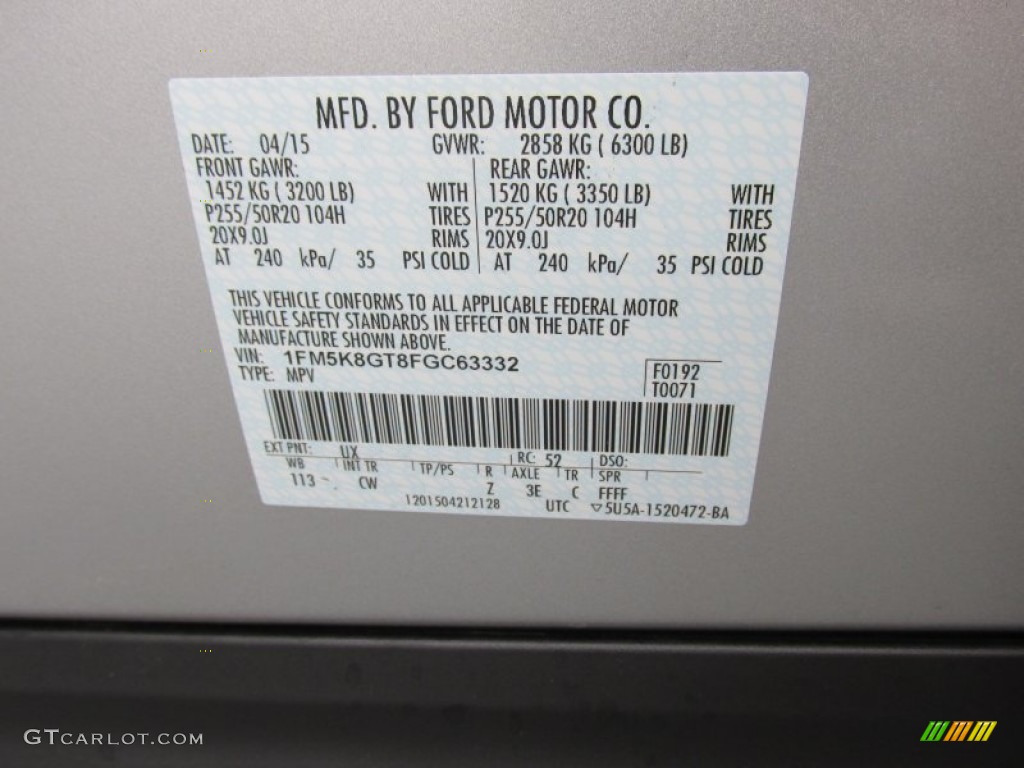 MFD. BY FORD MOTOR CO.
DATE: 04/15 GVWR: 2858 KG ( 6300 LB)
FRONT GAWR: REAR GAWR:
1452 KG ( 3200 LB) WITH 1520 KG ( 3350 LB) WITH
P255/50R20 104H TIRES P255/50R20 104H TIRES
20X9.0J RIMS 20X9.0J RIMS
AT 240 kPa/ 35 PSI COLD AT 240 kPa/ 35 PSI COLD
THIS VEHICLE CONFORMS TO ALL APPLICABLE FEDERAL MOTOR
VEHICLE SAFETY STANDARDS IN EFFECT ON THE DATE OF
MANUFACTURE SHOWN ABOVE.
VIN: 1FM5K8GT8FGC63332
TYPE: MPV
F0192
T0071
EXT PNT: UX RC: 52 DSO:
WB INT TR TP/PS R AXLE TR SPR
113 CW Z 3E C FFFF
1201504212128 UTC ▽5U5A-1520472-BA
GTCARLOT.COM